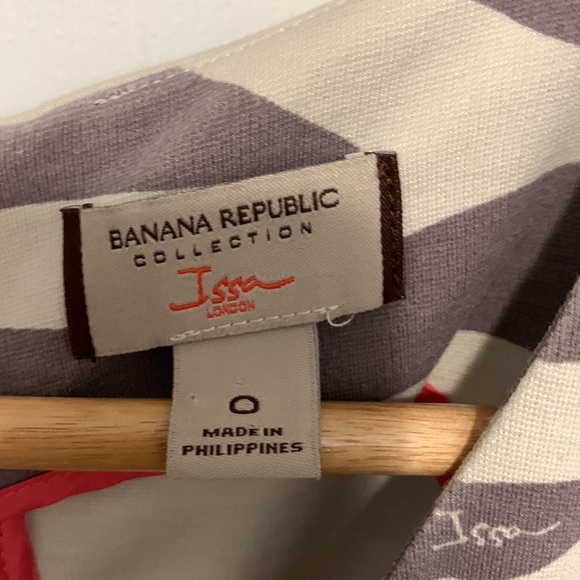 BANANA REPUBLIC
COLLECTION
Issa
LONDON
0
MADE IN
PHILIPPINES
Issa